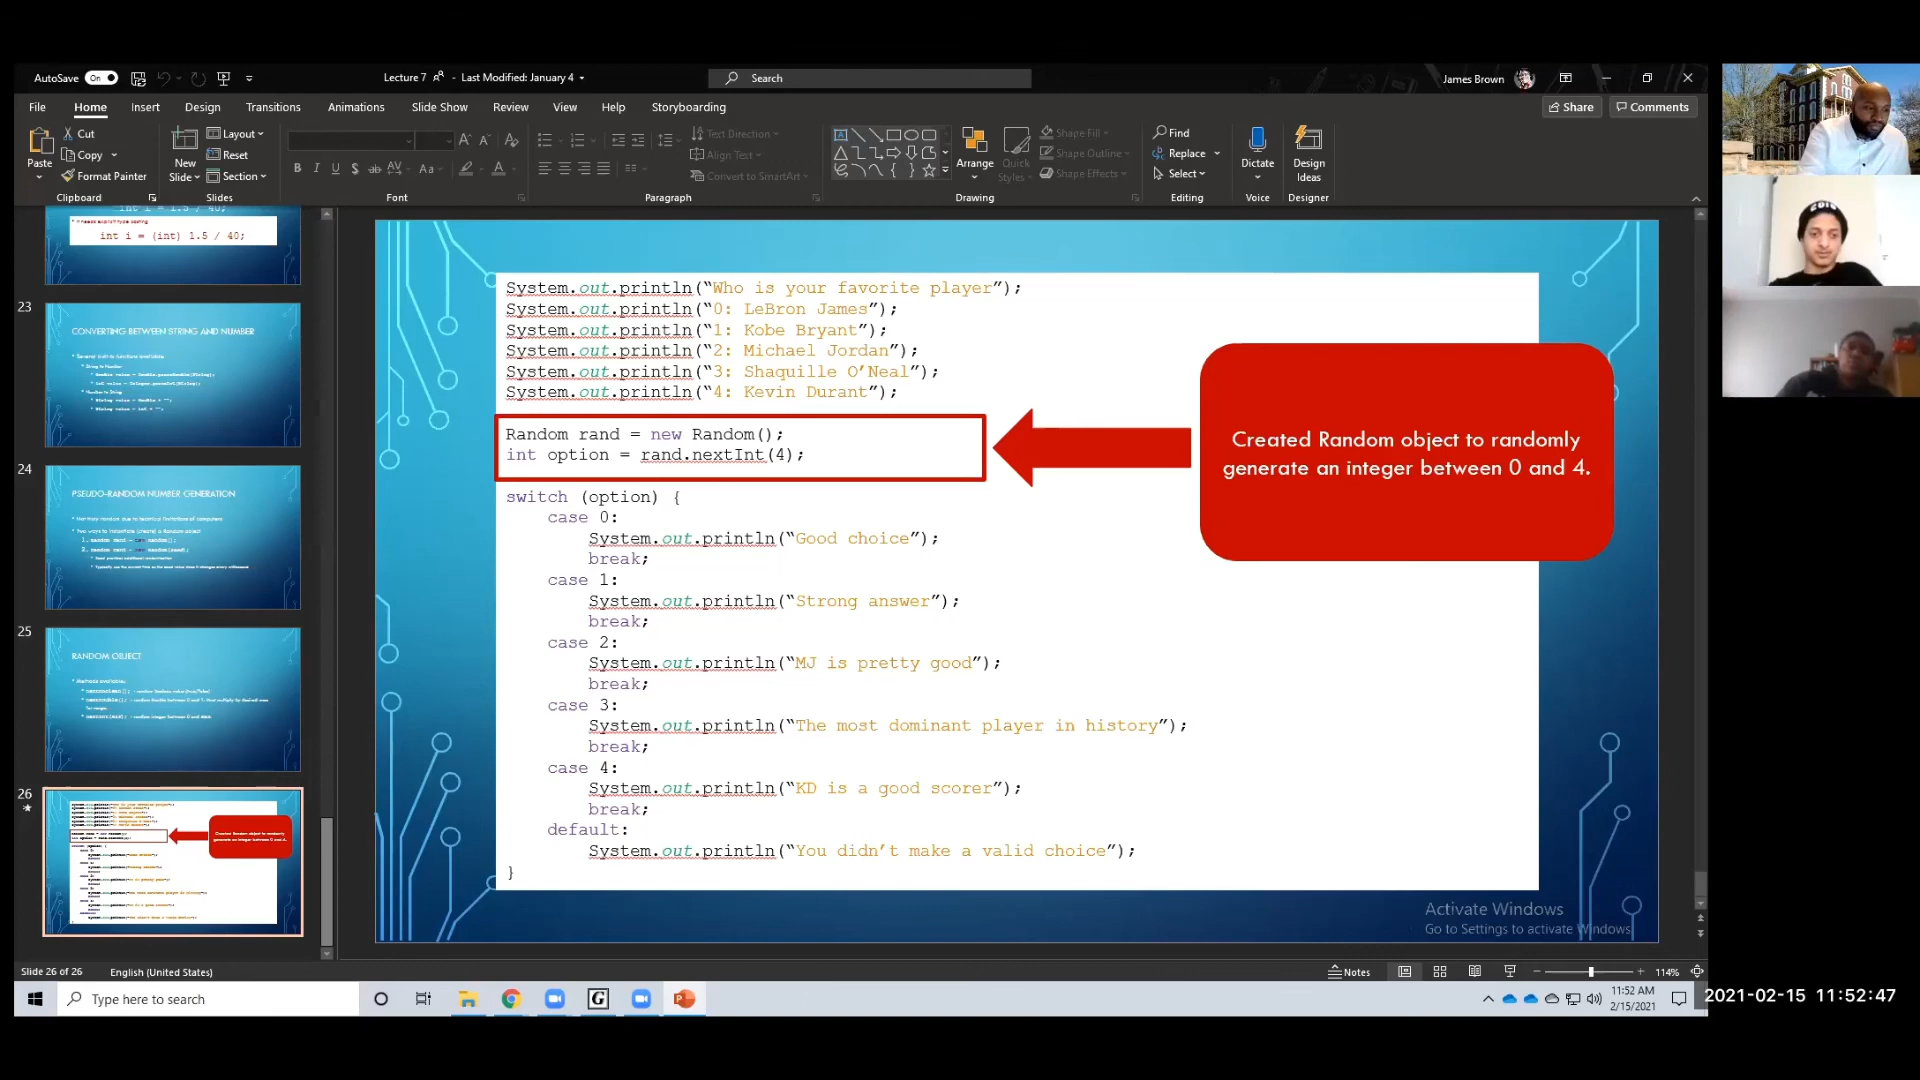 AutoSave On
Lecture 7 - Last Modified: January 4
Search
James Brown
File Home Insert Design Transitions Animations Slide Show Review View Help Storyboarding
Share Comments
Paste
Cut
Copy
Format Painter
Clipboard
New
Slide
Layout
Reset
Section
Slides
B I U S ab AV Aa A
Font
Text Direction
Align Text
Convert to SmartArt
Paragraph
Arrange
Quick
Styles
Shape Fill
Shape Outline
Shape Effects
Drawing
Find
Replace
Select
Editing
Dictate
Voice
Design
Ideas
Designer
int i = (int) 1.5 / 40;
23
CONVERTING BETWEEN STRING AND NUMBER
24
PSEUDO-RANDOM NUMBER GENERATION
25
RANDOM OBJECT
26
System.out.println(“Who is your favorite player”);
System.out.println(“0: LeBron James”);
System.out.println(“1: Kobe Bryant”);
System.out.println(“2: Michael Jordan”);
System.out.println(“3: Shaquille O’Neal”);
System.out.println(“4: Kevin Durant”);
Random rand = new Random();
int option = rand.nextInt(4);
switch (option) {
case 0:
System.out.println(“Good choice”);
break;
case 1:
System.out.println(“Strong answer”);
break;
case 2:
System.out.println(“MJ is pretty good”);
break;
case 3:
System.out.println(“The most dominant player in history”);
break;
case 4:
System.out.println(“KD is a good scorer”);
break;
default:
System.out.println(“You didn’t make a valid choice”);
}
Created Random object to randomly
generate an integer between 0 and 4.
Activate Windows
Go to Settings to activate Windows.
Slide 26 of 26 English (United States)
Notes
114%
Type here to search
G
11:52 AM
2/15/2021
2021-02-15 11:52:47